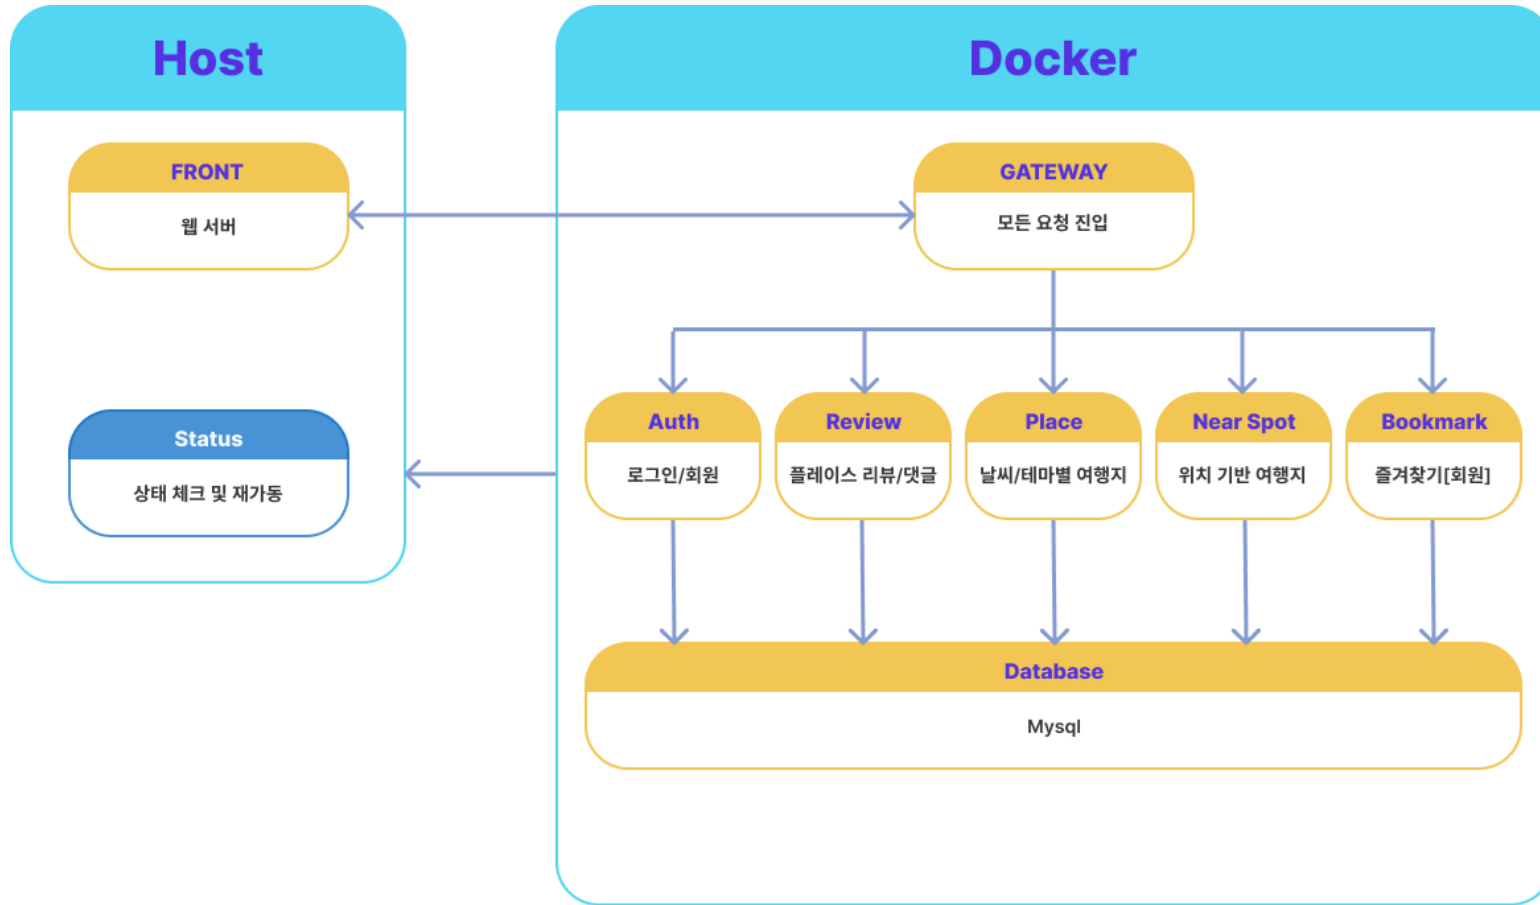 Host
Docker
FRONT
웹 서버
GATEWAY
모든 요청 진입
Status
상태 체크 및 재가동
Auth
로그인/회원
Review
플레이스 리뷰/댓글
Place
날씨/테마별 여행지
Near Spot
위치 기반 여행지
Bookmark
즐겨찾기[회원]
Database
Mysql